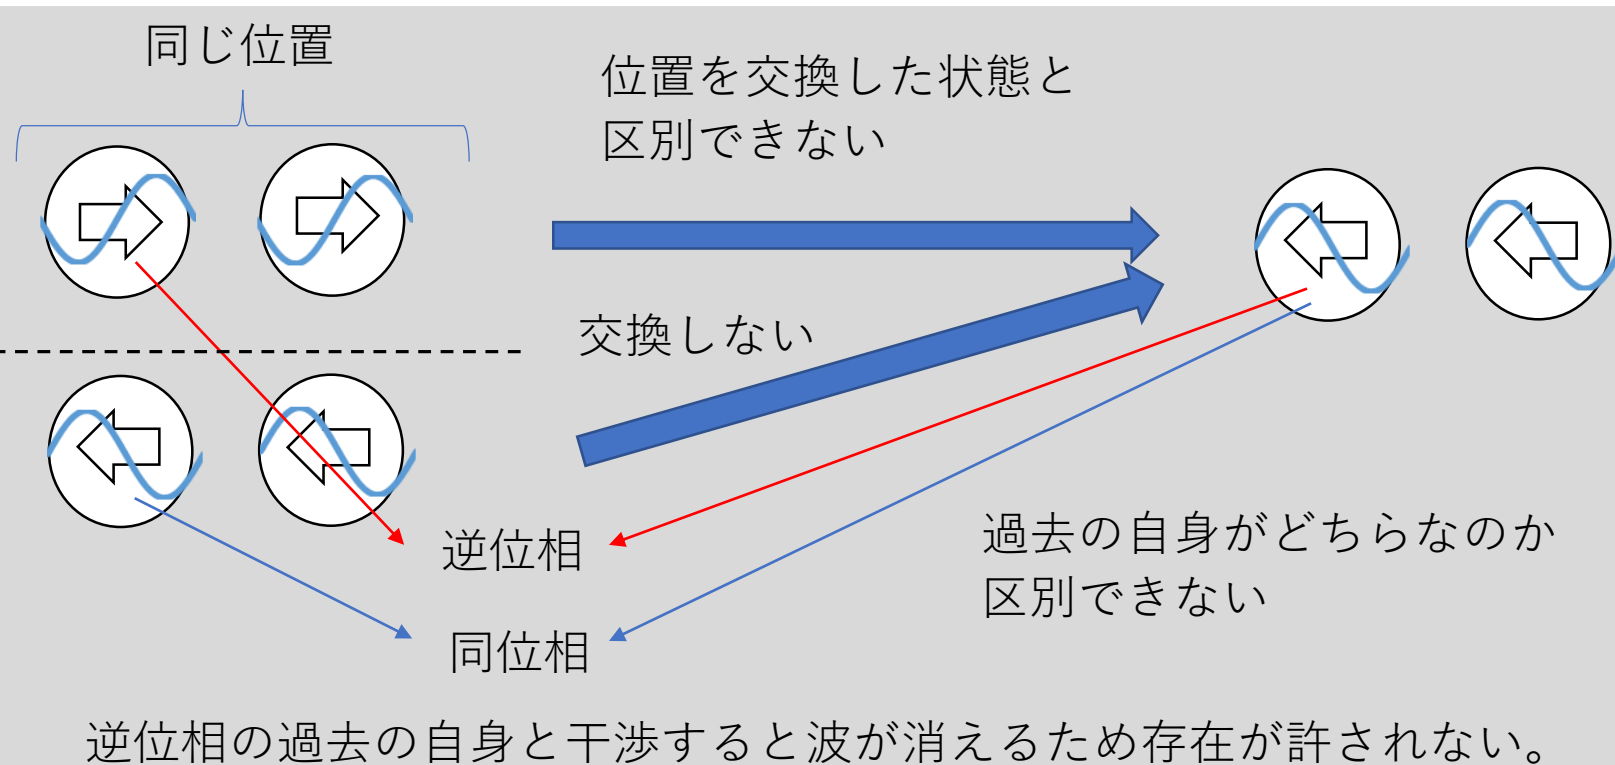 同じ位置
位置を交換した状態と
区別できない
交換しない
逆位相
過去の自身がどちらなのか
区別できない
同位相
逆位相の過去の自身と干渉すると波が消えるため存在が許されない。